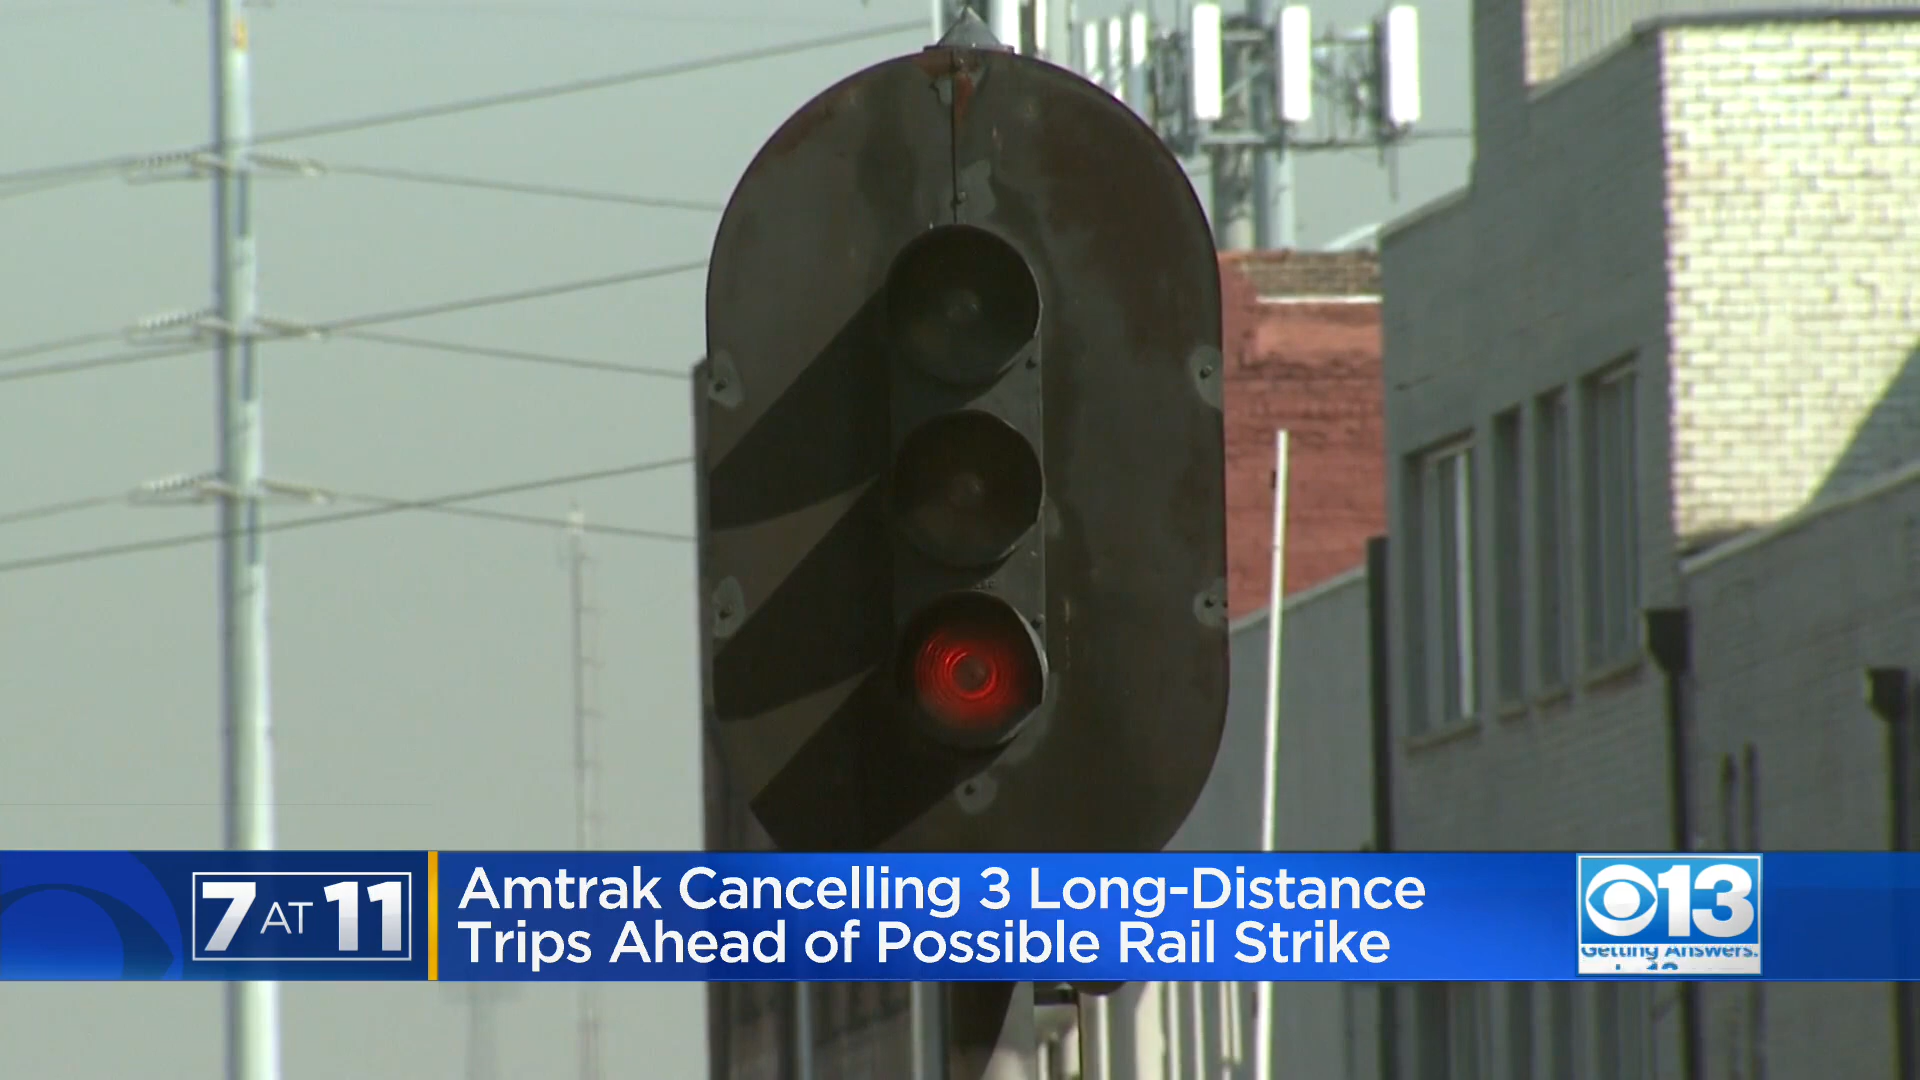 7 AT 11
Amtrak Cancelling 3 Long-Distance
Trips Ahead of Possible Rail Strike
13
Getting Answers.